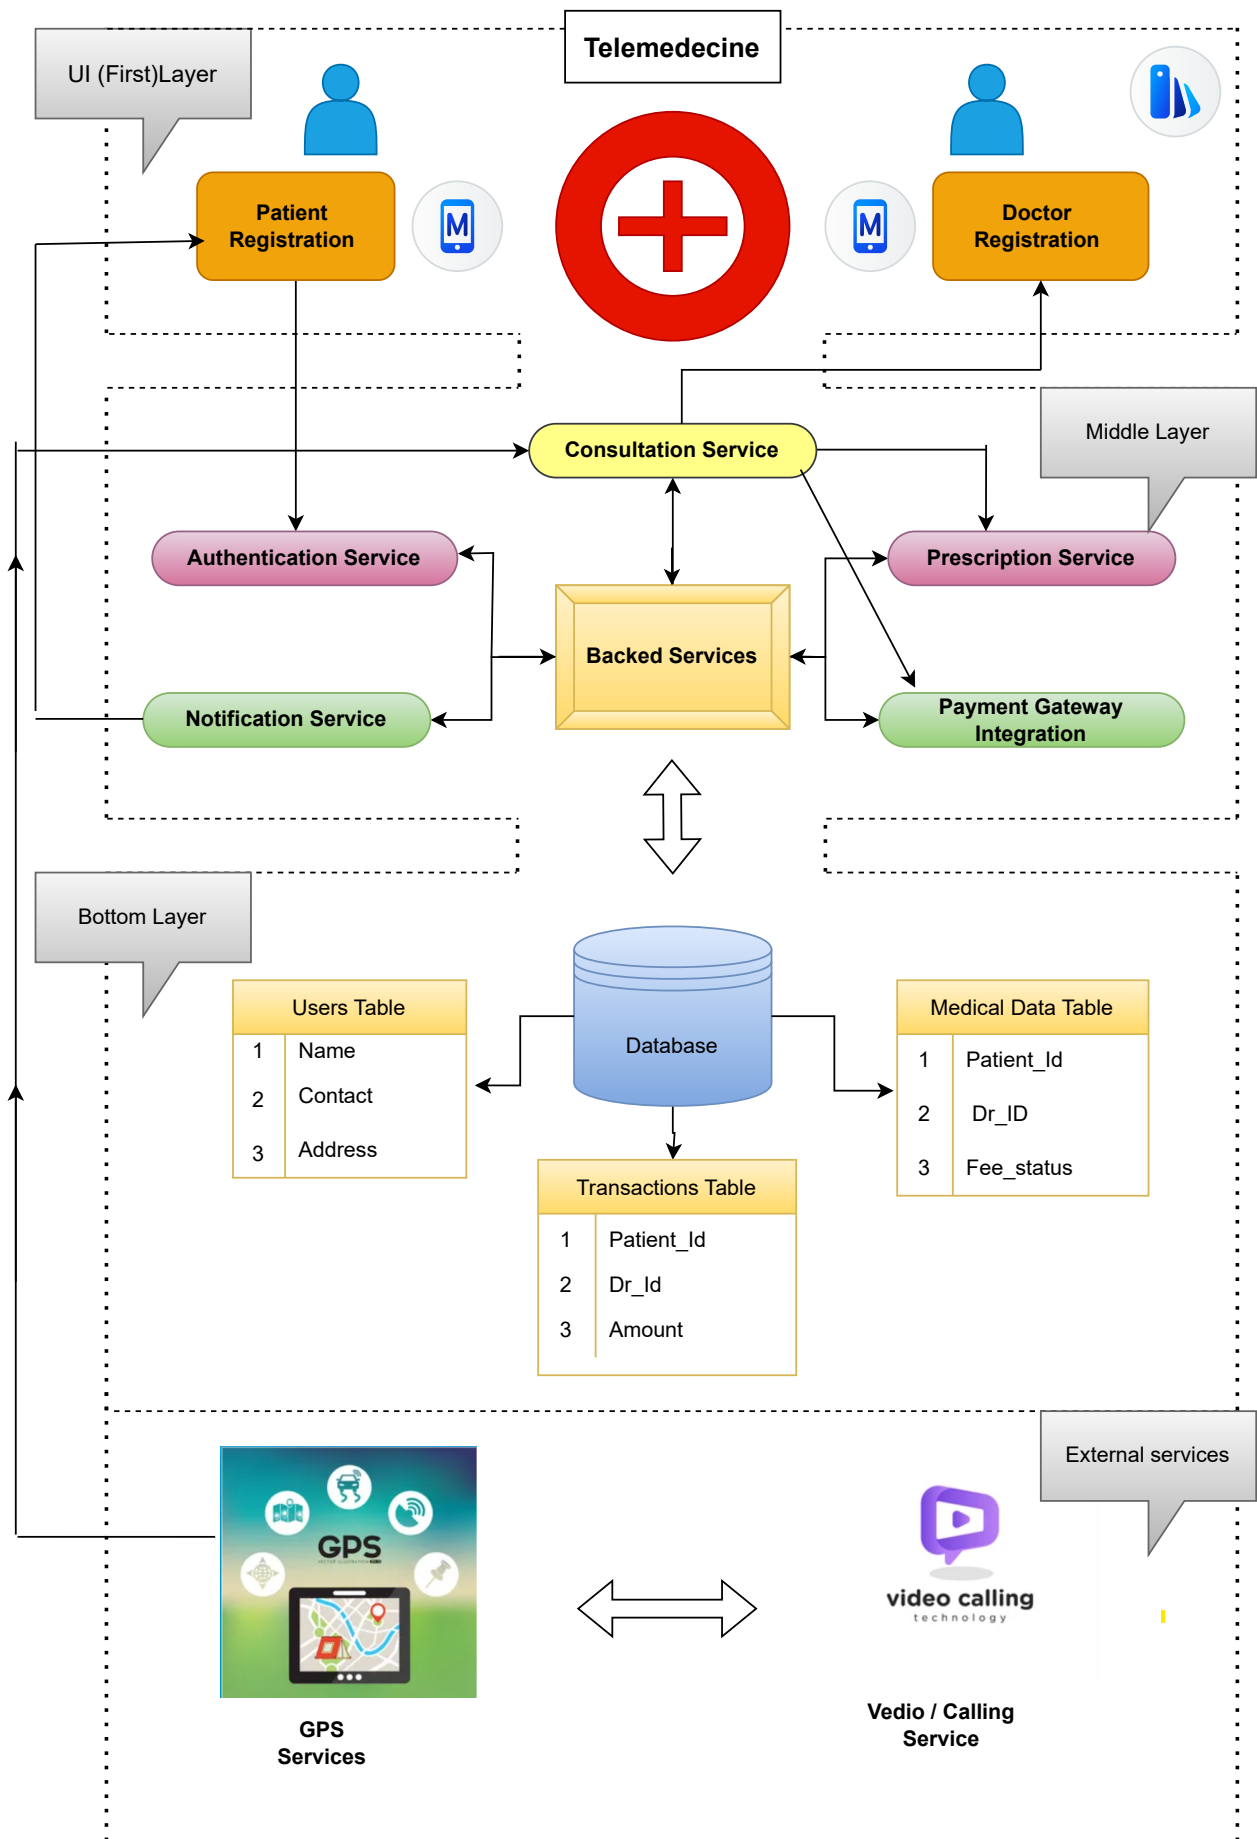 Telemedecine
UI (First)Layer
Patient
Registration
M
M
Doctor
Registration
Consultation Service
Middle Layer
Authentication Service
Prescription Service
Backed Services
Notification Service
Payment Gateway
Integration
Bottom Layer
Database
Users Table
1 Name
2 Contact
3 Address
Medical Data Table
1 Patient_Id
2 Dr_ID
3 Fee_status
Transactions Table
1 Patient_Id
2 Dr_Id
3 Amount
External services
GPS
video calling
technology
GPS
Services
Vedio / Calling
Service